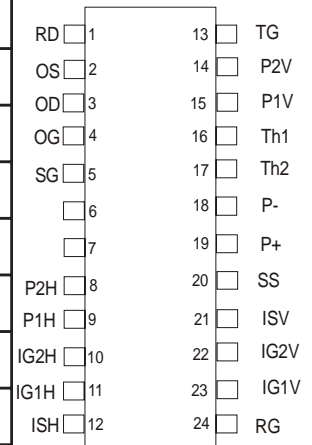 RD 1 13 TG
OS 2 14 P2V
OD 3 15 P1V
OG 4 16 Th1
SG 5 17 Th2
6 18 P-
7 19 P+
P2H 8 20 SS
P1H 9 21 ISV
IG2H 10 22 IG2V
IG1H 11 23 IG1V
ISH 12 24 RG